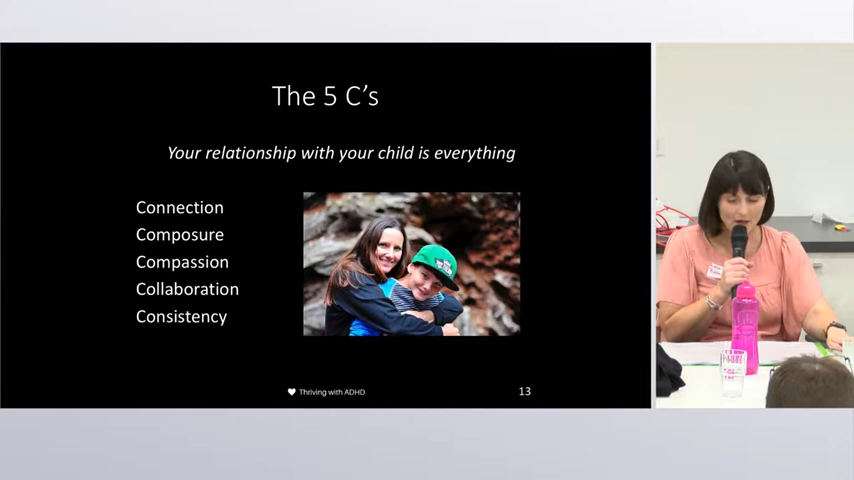 The 5 C's
Your relationship with your child is everything
Connection
Composure
Compassion
Collaboration
Consistency
Thriving with ADHD
13